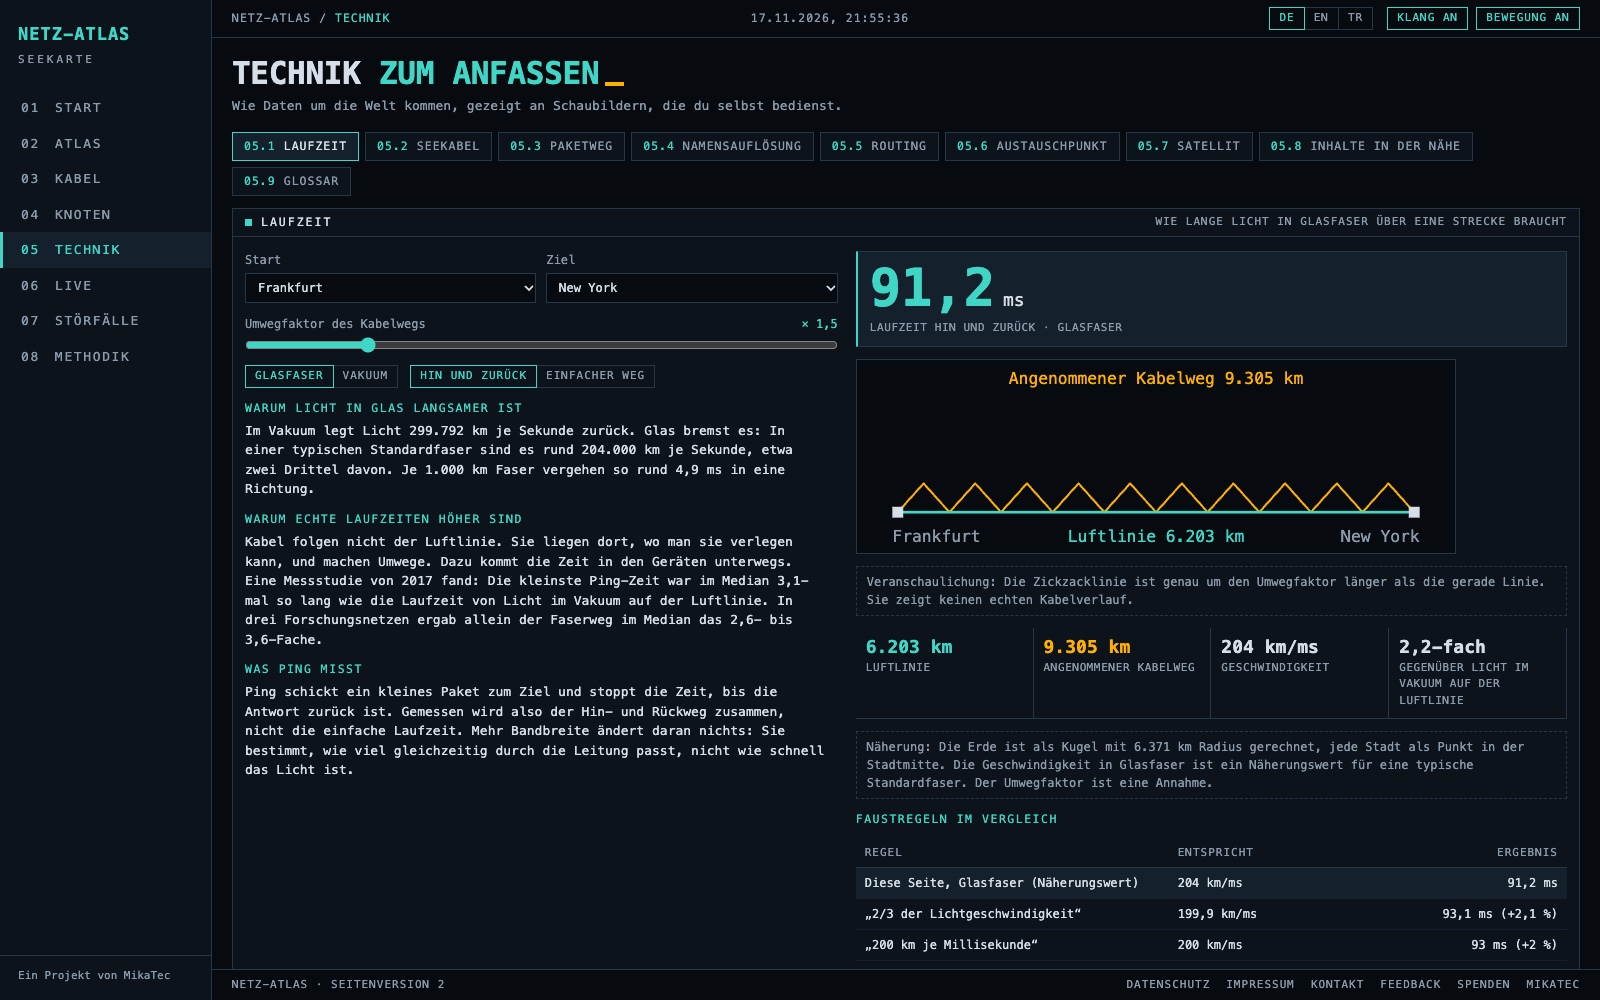 NETZ-ATLAS
SEEKARTE
01 START
02 ATLAS
03 KABEL
04 KNOTEN
05 TECHNIK
06 LIVE
07 STÖRFÄLLE
08 METHODIK
Ein Projekt von MikaTec
NETZ-ATLAS / TECHNIK
17.11.2026, 21:55:36
DE EN TR
KLANG AN
BEWEGUNG AN
TECHNIK ZUM ANFASSEN_
Wie Daten um die Welt kommen, gezeigt an Schaubildern, die du selbst bedienst.
05.1 LAUFZEIT
05.2 SEEKABEL
05.3 PAKETWEG
05.4 NAMENSAUFLÖSUNG
05.5 ROUTING
05.6 AUSTAUSCHPUNKT
05.7 SATELLIT
05.8 INHALTE IN DER NÄHE
05.9 GLOSSAR
LAUFZEIT
WIE LANGE LICHT IN GLASFASER ÜBER EINE STRECKE BRAUCHT
Start
Ziel
Frankfurt
New York
Umwegfaktor des Kabelwegs
× 1,5
GLASFASER VAKUUM
HIN UND ZURÜCK EINFACHER WEG
WARUM LICHT IN GLAS LANGSAMER IST
Im Vakuum legt Licht 299.792 km je Sekunde zurück. Glas bremst es: In
einer typischen Standardfaser sind es rund 204.000 km je Sekunde, etwa
zwei Drittel davon. Je 1.000 km Faser vergehen so rund 4,9 ms in eine
Richtung.
WARUM ECHTE LAUFZEITEN HÖHER SIND
Kabel folgen nicht der Luftlinie. Sie liegen dort, wo man sie verlegen
kann, und machen Umwege. Dazu kommt die Zeit in den Geräten unterwegs.
Eine Messstudie von 2017 fand: Die kleinste Ping-Zeit war im Median 3,1-
mal so lang wie die Laufzeit von Licht im Vakuum auf der Luftlinie. In
drei Forschungsnetzen ergab allein der Faserweg im Median das 2,6- bis
3,6-Fache.
WAS PING MISST
Ping schickt ein kleines Paket zum Ziel und stoppt die Zeit, bis die
Antwort zurück ist. Gemessen wird also der Hin- und Rückweg zusammen,
nicht die einfache Laufzeit. Mehr Bandbreite ändert daran nichts: Sie
bestimmt, wie viel gleichzeitig durch die Leitung passt, nicht wie schnell
das Licht ist.
91,2 ms
LAUFZEIT HIN UND ZURÜCK · GLASFASER
Angenommener Kabelweg 9.305 km
Frankfurt
Luftlinie 6.203 km
New York
Veranschaulichung: Die Zickzacklinie ist genau um den Umwegfaktor länger als die gerade Linie.
Sie zeigt keinen echten Kabelverlauf.
6.203 km
LUFTLINIE
9.305 km
ANGENOMMENER KABELWEG
204 km/ms
GESCHWINDIGKEIT
2,2-fach
GEGENÜBER LICHT IM
VAKUUM AUF DER
LUFTLINIE
Näherung: Die Erde ist als Kugel mit 6.371 km Radius gerechnet, jede Stadt als Punkt in der
Stadtmitte. Die Geschwindigkeit in Glasfaser ist ein Näherungswert für eine typische
Standardfaser. Der Umwegfaktor ist eine Annahme.
FAUSTREGELN IM VERGLEICH
REGEL ENTSPRICHT ERGEBNIS
Diese Seite, Glasfaser (Näherungswert) 204 km/ms 91,2 ms
„2/3 der Lichtgeschwindigkeit“ 199,9 km/ms 93,1 ms (+2,1 %)
„200 km je Millisekunde“ 200 km/ms 93 ms (+2 %)
NETZ-ATLAS · SEITENVERSION 2
DATENSCHUTZ IMPRESSUM KONTAKT FEEDBACK SPENDEN MIKATEC